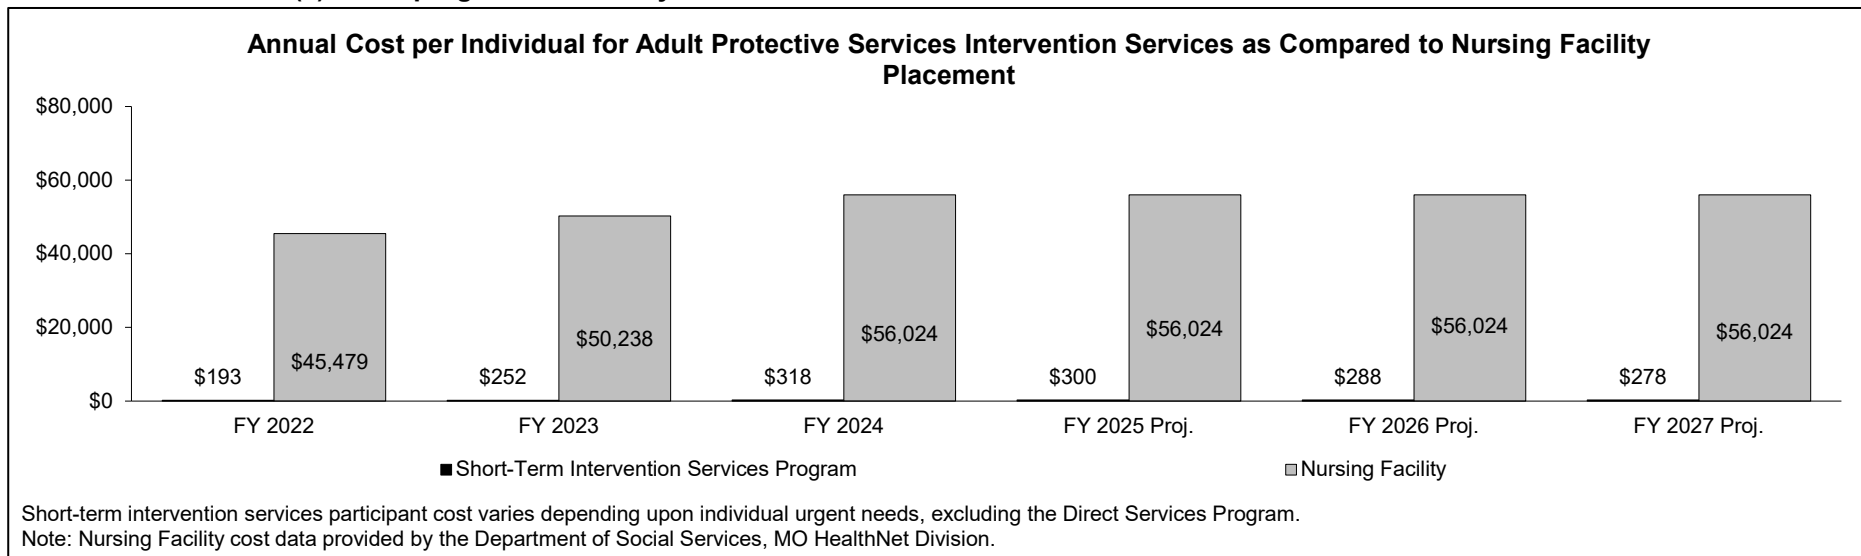 Annual Cost per Individual for Adult Protective Services Intervention Services as Compared to Nursing Facility
Placement
$80,000
$60,000
$40,000
$20,000
$0
$193
$45,479
$252
$50,238
$318
$56,024
$300
$56,024
$288
$56,024
$278
$56,024
FY 2022
FY 2023
FY 2024
FY 2025 Proj.
FY 2026 Proj.
FY 2027 Proj.
Short-Term Intervention Services Program
Nursing Facility
Short-term intervention services participant cost varies depending upon individual urgent needs, excluding the Direct Services Program.
Note: Nursing Facility cost data provided by the Department of Social Services, MO HealthNet Division.